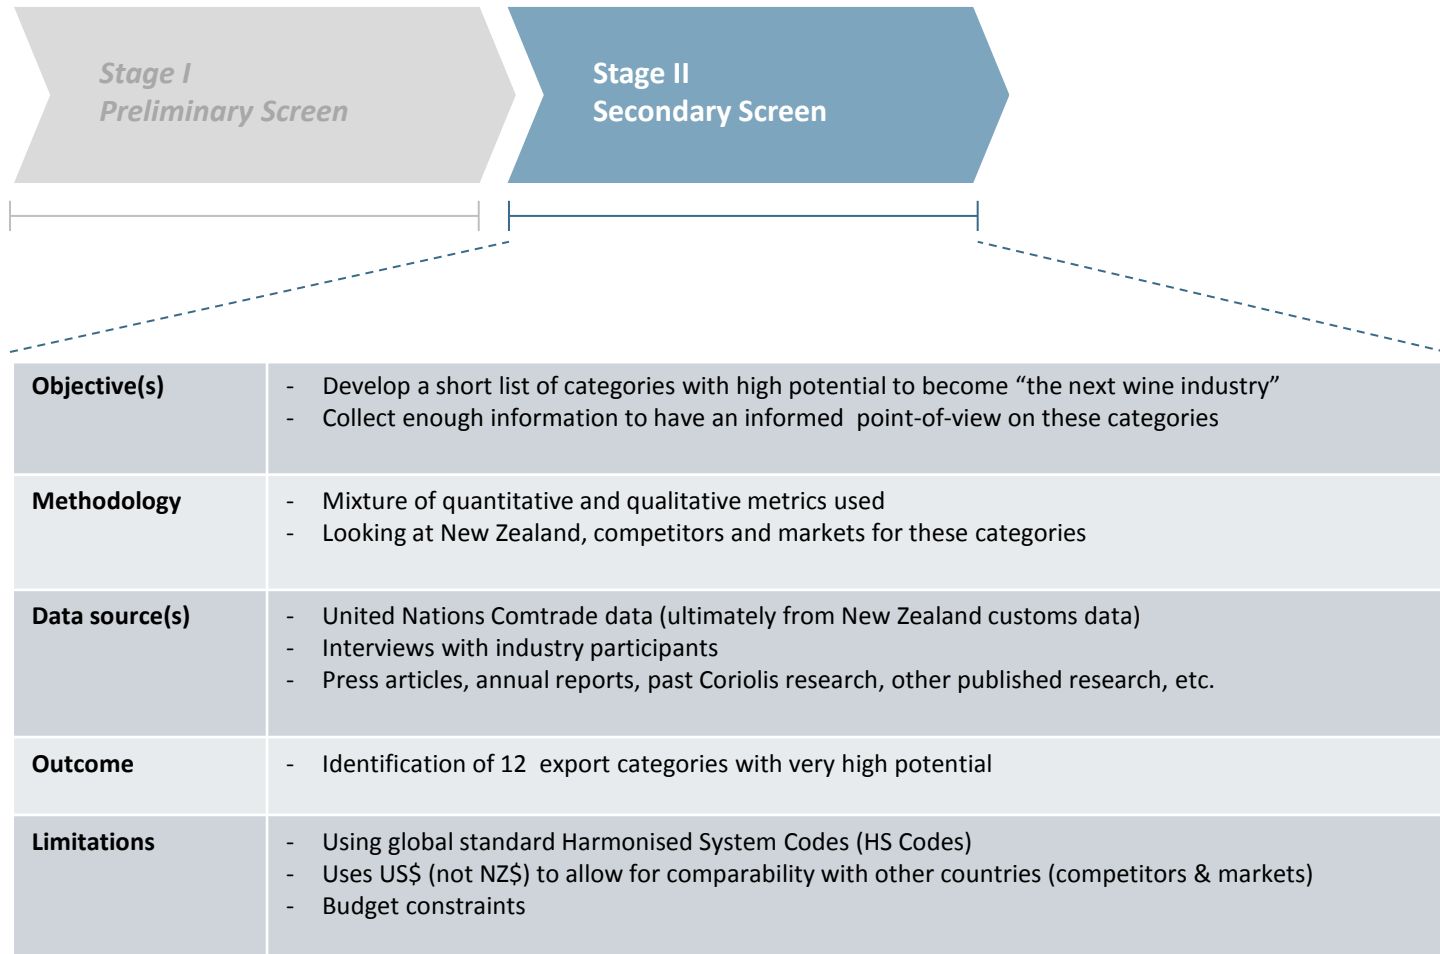 Stage I
Preliminary Screen
Stage II
Secondary Screen
Objective(s)
- Develop a short list of categories with high potential to become “the next wine industry”
- Collect enough information to have an informed  point-of-view on these categories
Methodology
- Mixture of quantitative and qualitative metrics used
- Looking at New Zealand, competitors and markets for these categories
Data source(s)
- United Nations Comtrade data (ultimately from New Zealand customs data)
- Interviews with industry participants
- Press articles, annual reports, past Coriolis research, other published research, etc.
Outcome
- Identification of 12  export categories with very high potential
Limitations
- Using global standard Harmonised System Codes (HS Codes)
- Uses US$ (not NZ$) to allow for comparability with other countries (competitors & markets)
- Budget constraints